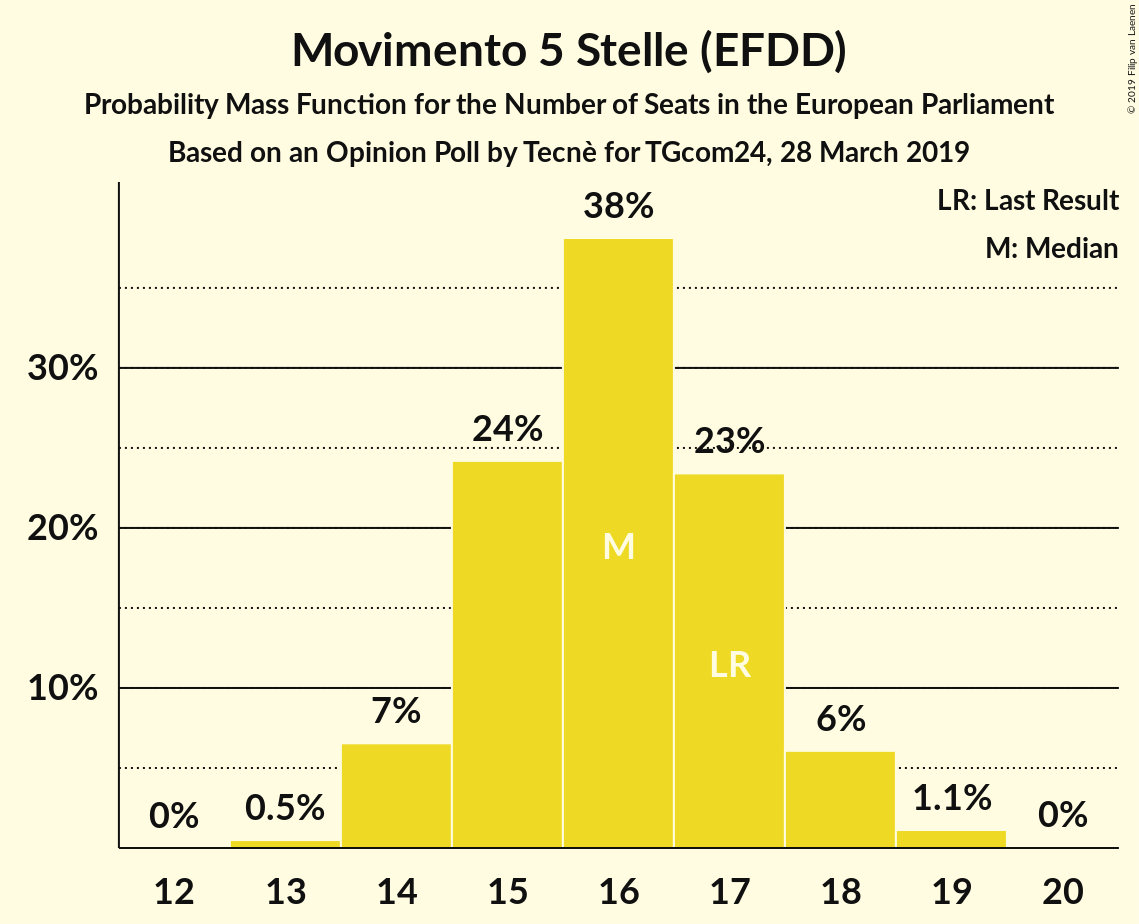 Movimento 5 Stelle (EFDD)
Probability Mass Function for the Number of Seats in the European Parliament
Based on an Opinion Poll by Tecnè for TGcom24, 28 March 2019
© 2019 Filip van Laenen
LR: Last Result
M: Median
38%
30%
24%
23%
20%
M
LR
10%
7%
6%
0%
0.5%
1.1%
0%
12 13 14 15 16 17 18 19 20